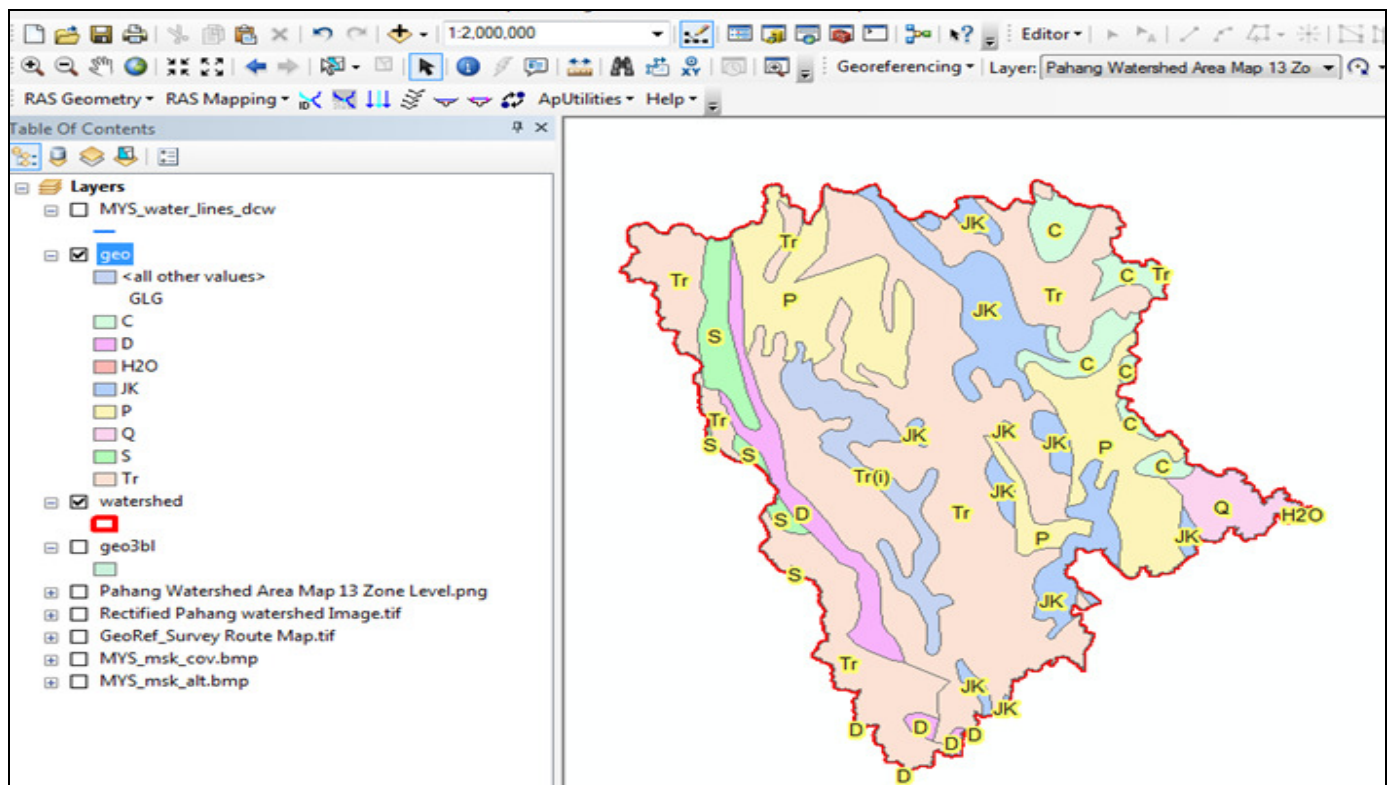 1:2,000,000
Editor
Georeferencing Layer: Pahang Watershed Area Map 13 Zo
RAS Geometry RAS Mapping ID ApUtilities Help
Table Of Contents
Layers
MYS_water_lines_dcw
geo
<all other values>
GLG
C
D
H2O
JK
P
Q
S
Tr
watershed
geo3bl
Pahang Watershed Area Map 13 Zone Level.png
Rectified Pahang watershed Image.tif
GeoRef_Survey Route Map.tif
MYS_msk_cov.bmp
MYS_msk_alt.bmp
JK
C
Tr
Tr
C Tr
Tr
P
JK
S
C
C
Tr
C
JK
JK
JK
P
S
S
C
Tr(i)
JK
Tr
Q
H2O
S D
P
JK
S
JK
Tr
JK
JK
D
D
D
D
D